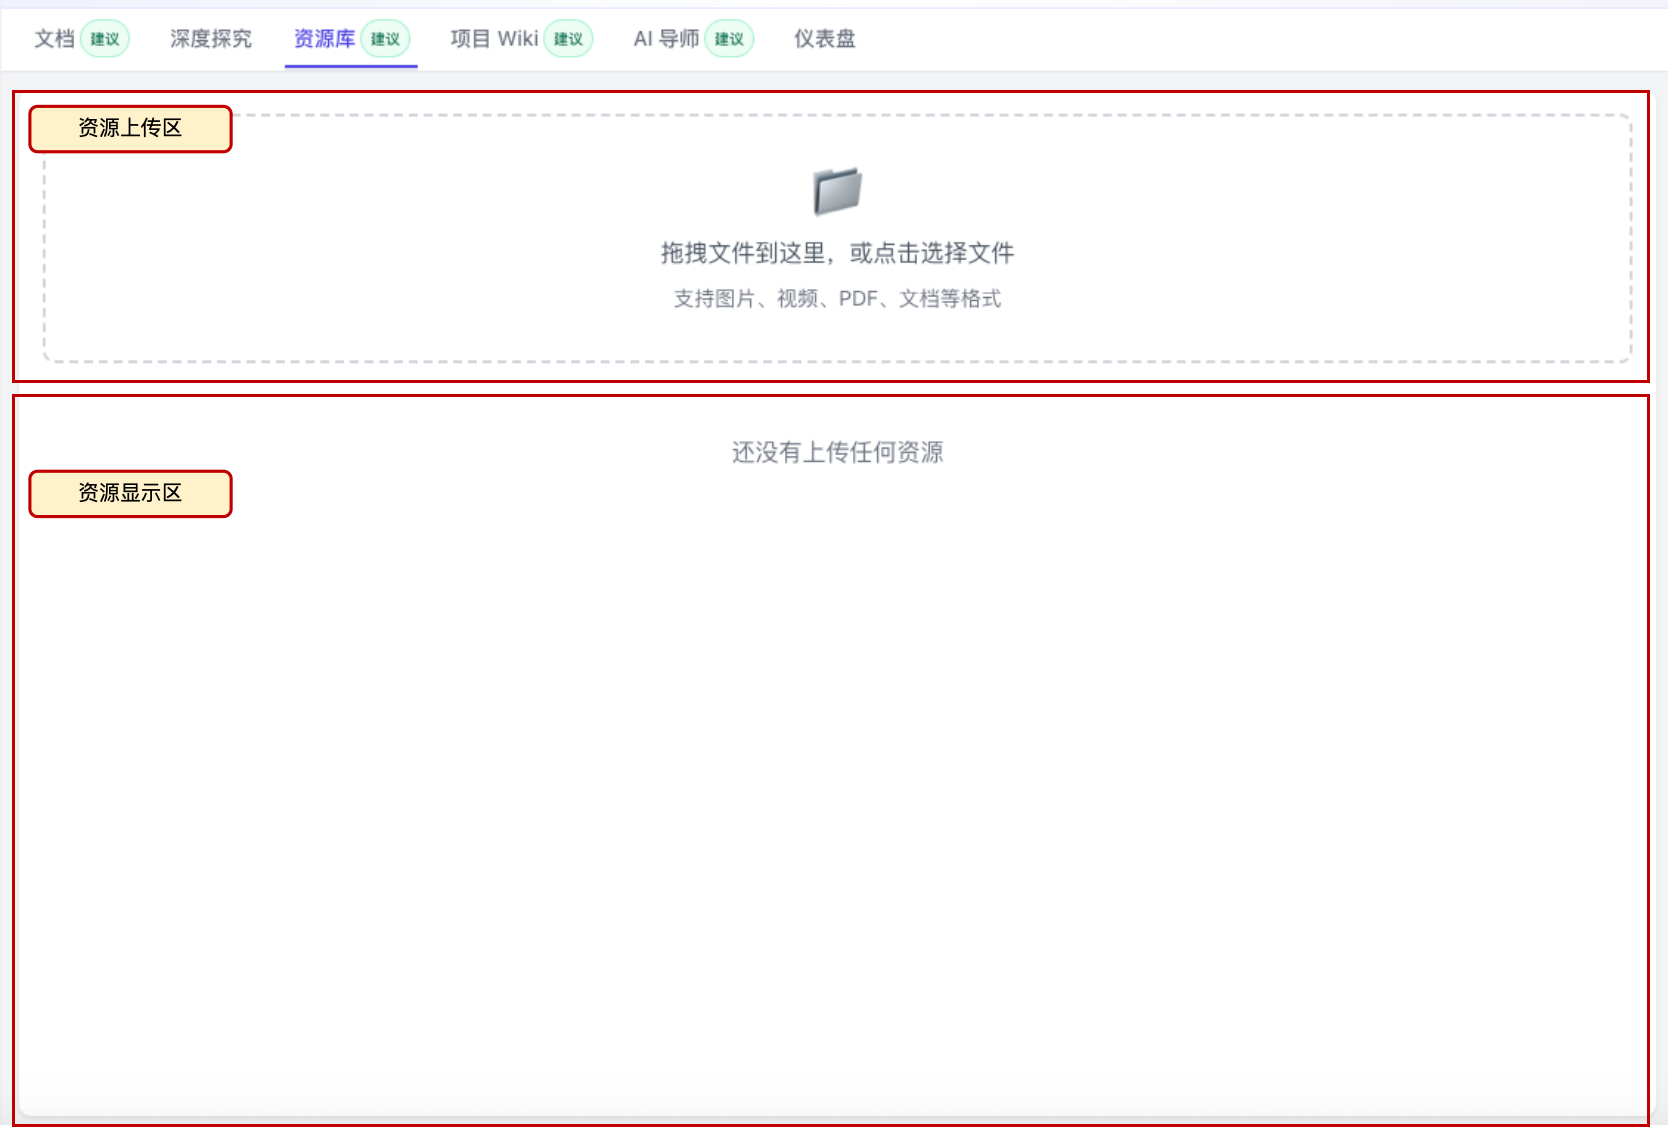 文档 建议 深度探究 资源库 建议 项目 Wiki 建议 AI 导师 建议 仪表盘
资源上传区
拖拽文件到这里，或点击选择文件
支持图片、视频、PDF、文档等格式
还没有上传任何资源
资源显示区